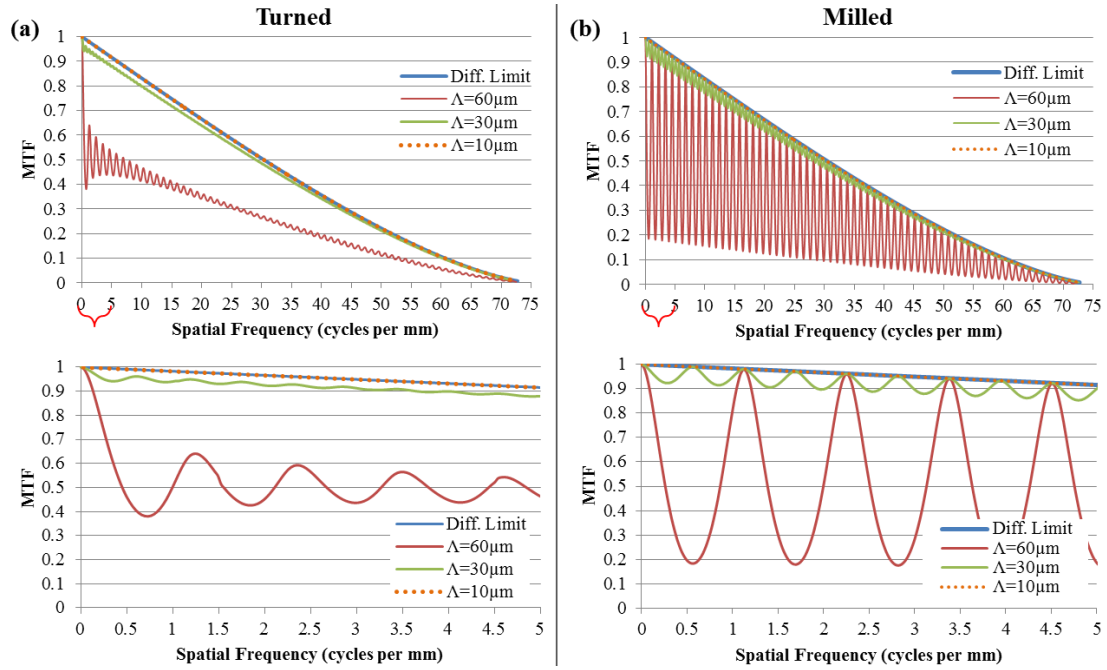 Turned
(a)
1
0.9
0.8
0.7
0.6
0.5
0.4
0.3
0.2
0.1
0
MTF
Diff. Limit
Λ=60µm
Λ=30µm
Λ=10µm
0 5 10 15 20 25 30 35 40 45 50 55 60 65 70 75
Spatial Frequency (cycles per mm)
1
0.9
0.8
0.7
0.6
0.5
0.4
0.3
0.2
0.1
0
MTF
Diff. Limit
Λ=60µm
Λ=30µm
Λ=10µm
0 0.5 1 1.5 2 2.5 3 3.5 4 4.5 5
Spatial Frequency (cycles per mm)
Milled
(b)
1
0.9
0.8
0.7
0.6
0.5
0.4
0.3
0.2
0.1
0
MTF
Diff. Limit
Λ=60µm
Λ=30µm
Λ=10µm
0 5 10 15 20 25 30 35 40 45 50 55 60 65 70 75
Spatial Frequency (cycles per mm)
1
0.9
0.8
0.7
0.6
0.5
0.4
0.3
0.2
0.1
0
MTF
Diff. Limit
Λ=60µm
Λ=30µm
Λ=10µm
0 0.5 1 1.5 2 2.5 3 3.5 4 4.5 5
Spatial Frequency (cycles per mm)